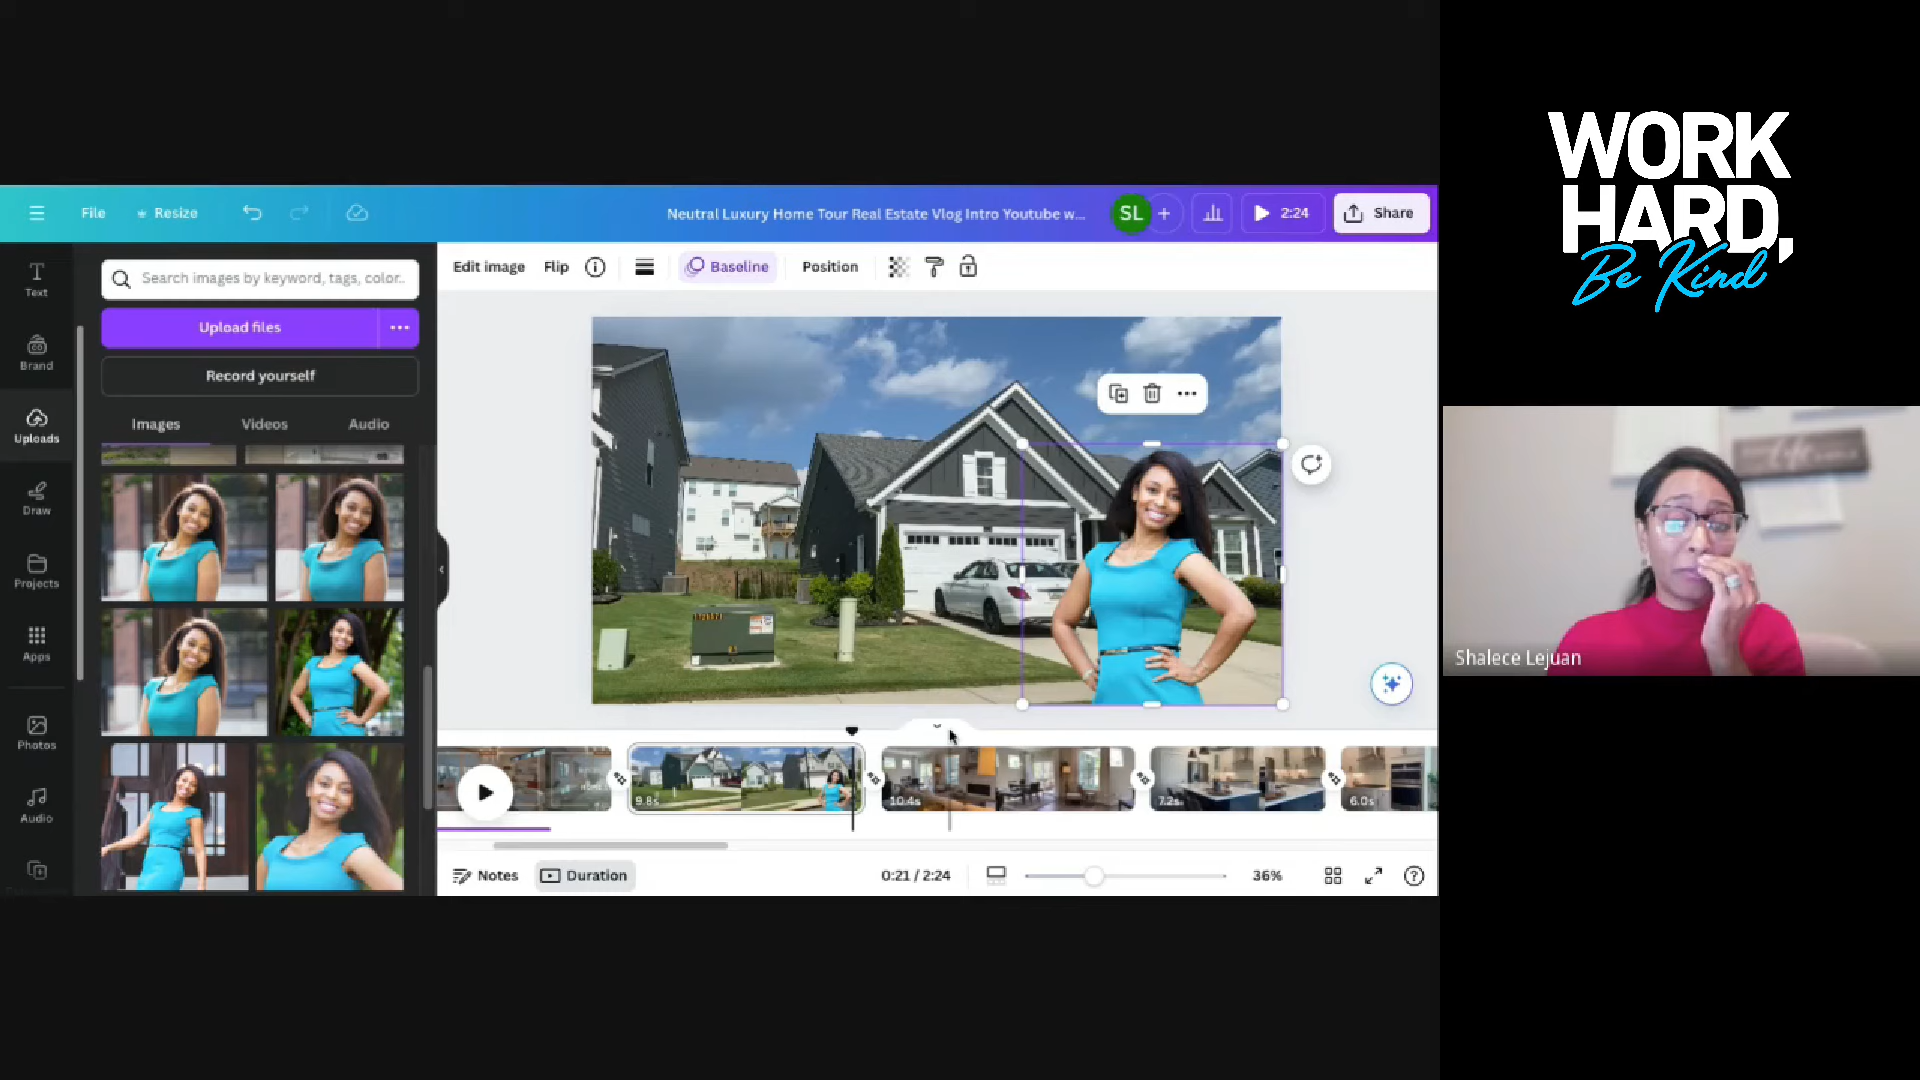 File
Resize
Neutral Luxury Home Tour Real Estate Vlog Intro Youtube w...
SL
2:24
Share
Text
Brand
Uploads
Draw
Projects
Apps
Photos
Audio
Search images by keyword, tags, color..
Upload files
Record yourself
Images
Videos
Audio
Edit image
Flip
Baseline
Position
9.8s
10.4s
7.2s
6.0s
Notes
Duration
0:21 / 2:24
36%
WORK
HARD,
Be Kind
Shalece Lejuan